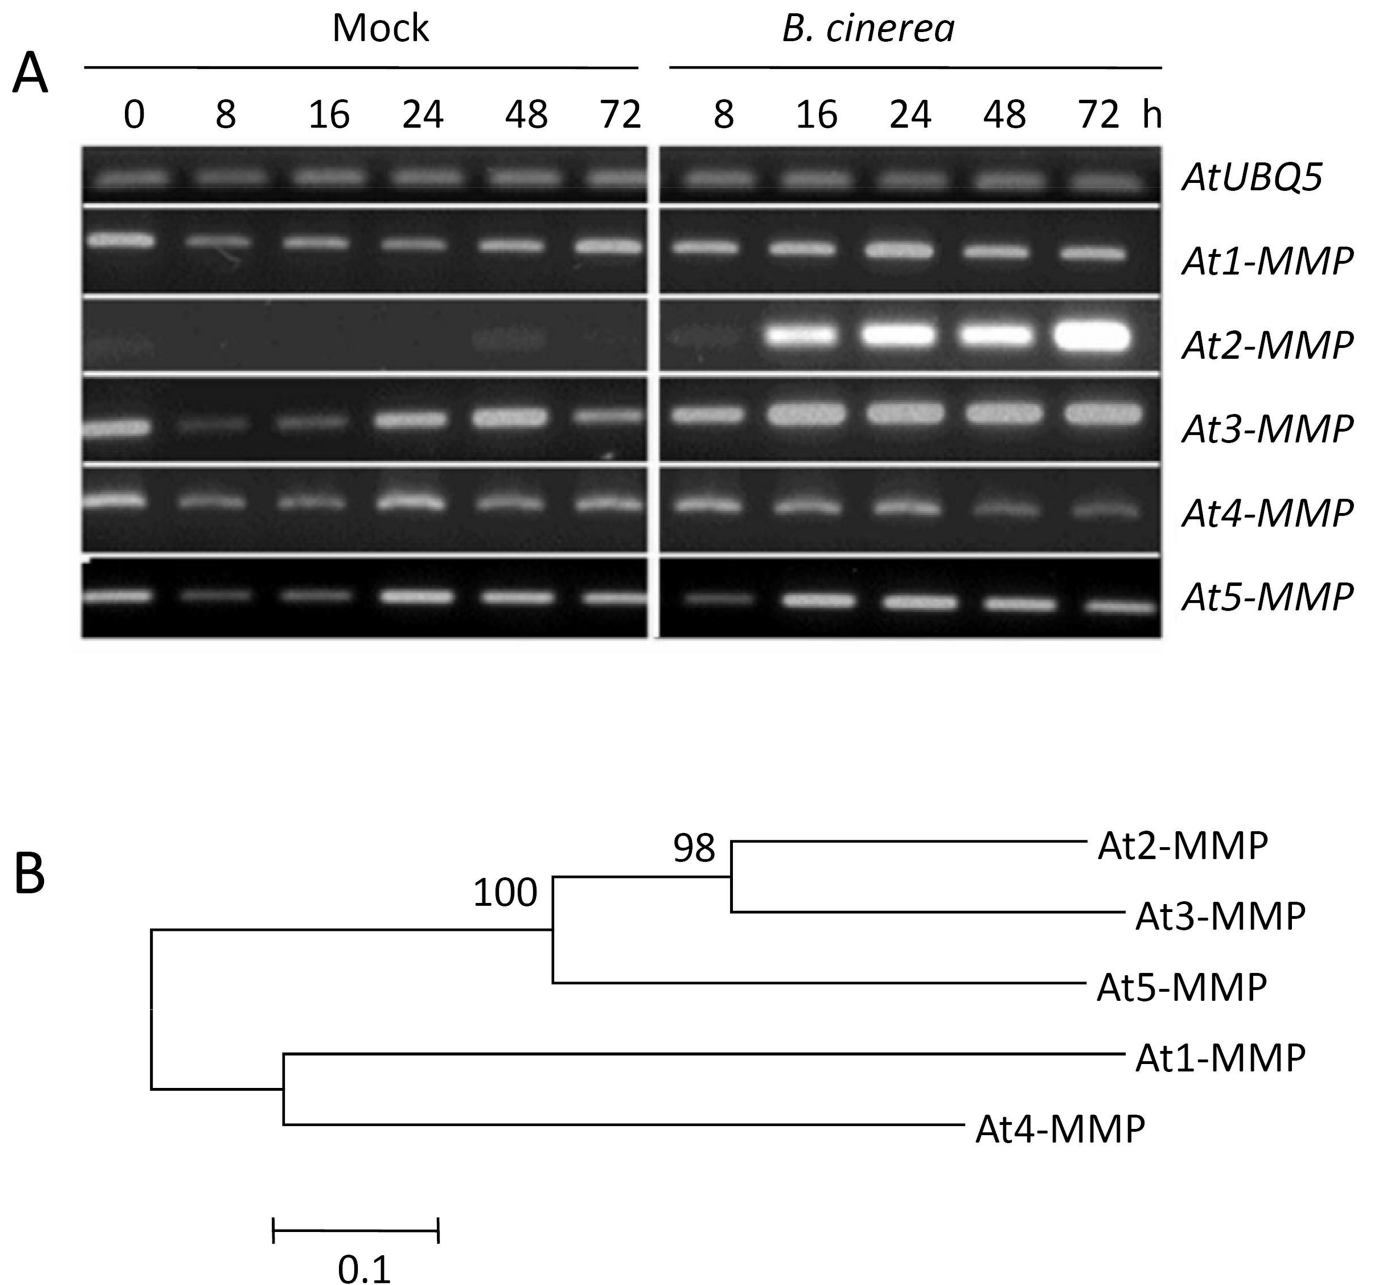 Mock B. cinerea
A
0 8 16 24 48 72 8 16 24 48 72 h
AtUBQ5
At1-MMP
At2-MMP
At3-MMP
At4-MMP
At5-MMP
B
98 At2-MMP
100 At3-MMP
At5-MMP
At1-MMP
At4-MMP
0.1